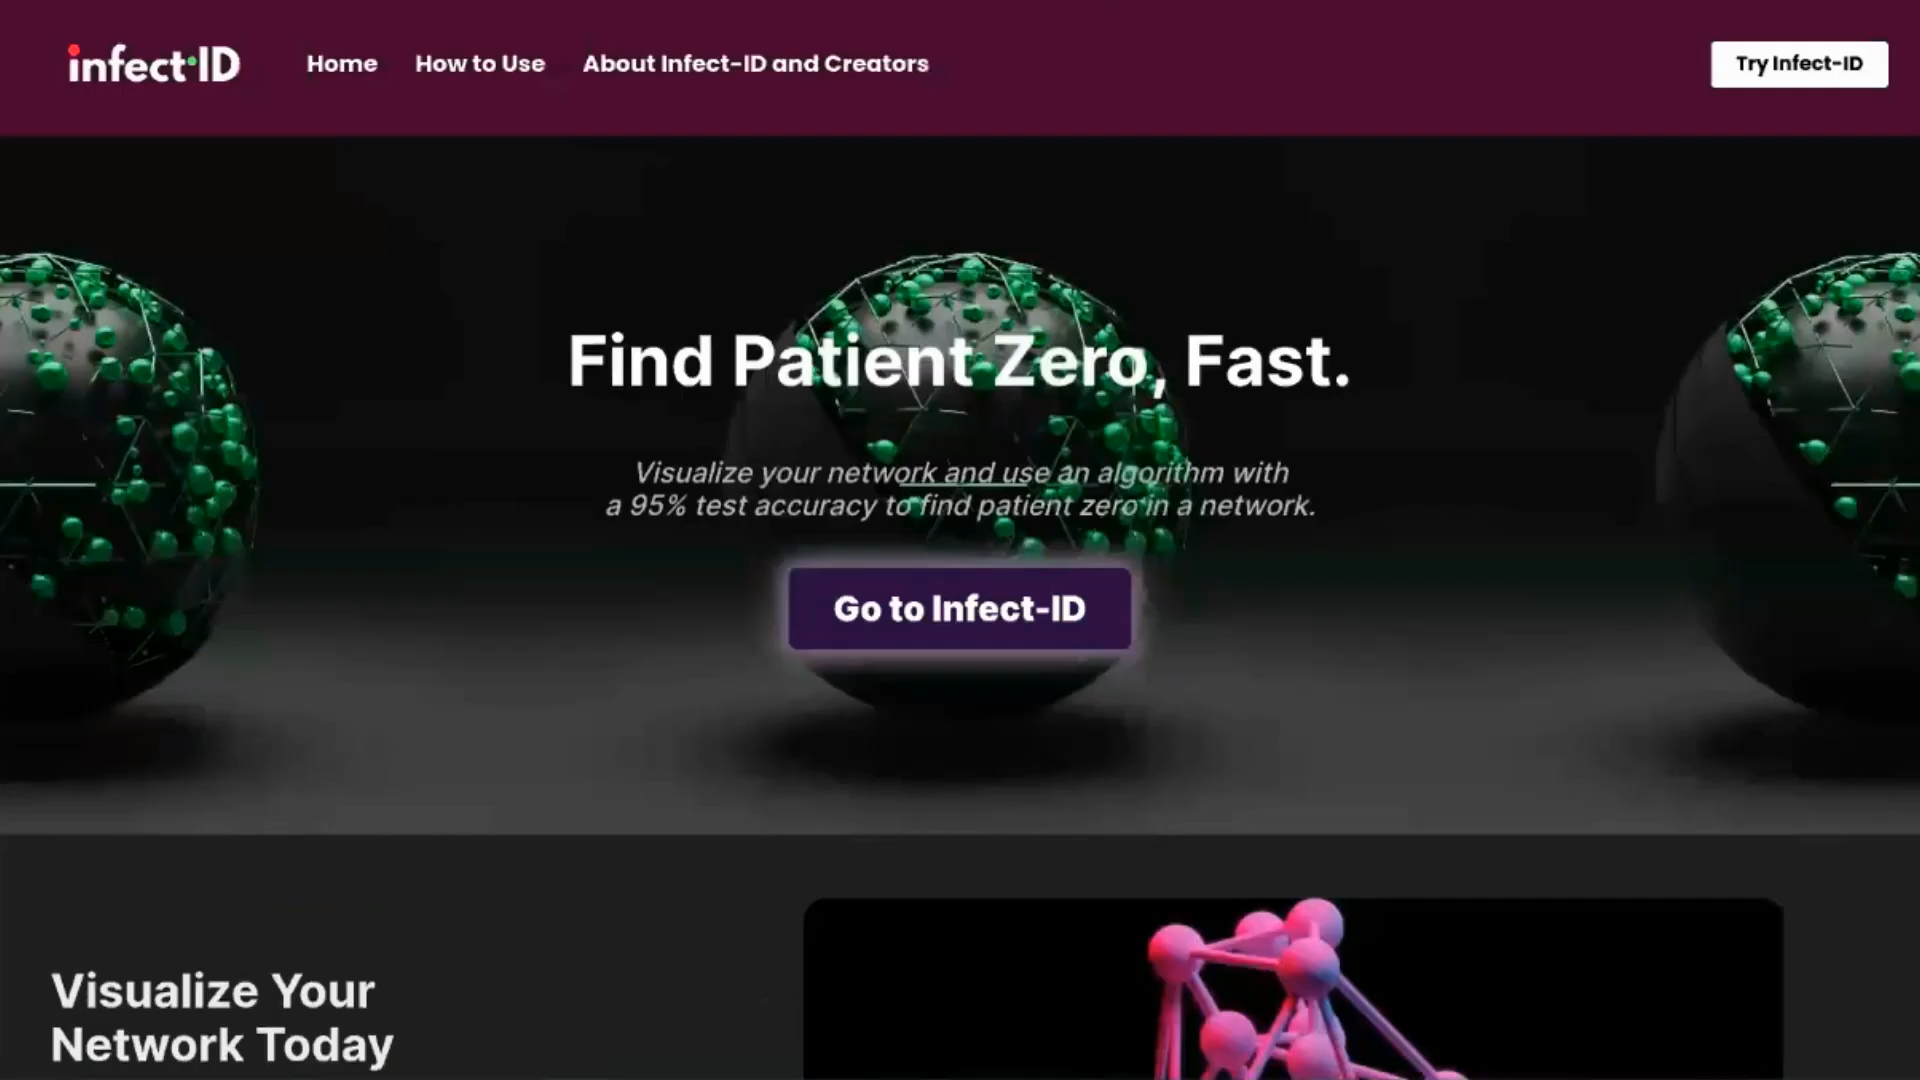 infect·ID
Home
How to Use
About Infect-ID and Creators
Try Infect-ID
Find Patient Zero, Fast.
Visualize your network and use an algorithm with
a 95% test accuracy to find patient zero in a network.
Go to Infect-ID
Visualize Your
Network Today